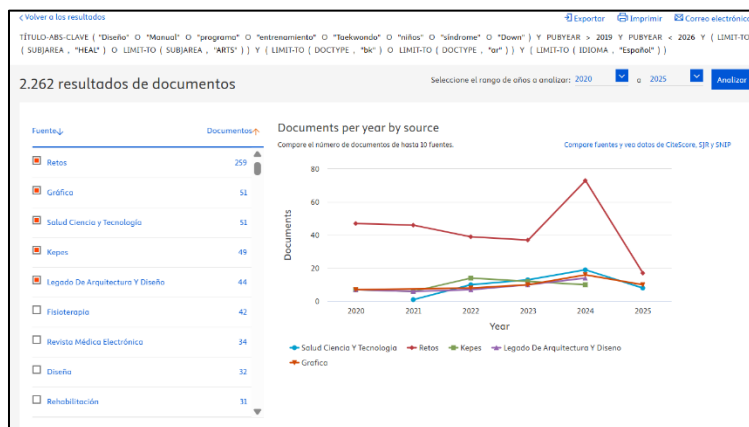 Volver a los resultados
Exportar Imprimir Correo electrónico
TÍTULO-ABS-CLAVE ( "Diseño" O "Manual" O "programa" O "entrenamiento" O "Taekwondo" O "niños" O "síndrome" O "Down" ) Y PUBYEAR > 2019 Y PUBYEAR < 2026 Y ( LIMIT-TO
( SUBJAREA , "HEAL" ) O LIMIT-TO ( SUBJAREA , "ARTS" ) ) Y ( LIMIT-TO ( DOCTYPE , "bk" ) O LIMIT-TO ( DOCTYPE , "ar" ) ) Y ( LIMIT-TO ( IDIOMA , "Español" ) )
2.262 resultados de documentos
Seleccione el rango de años a analizar: 2020 a 2025 Analizar
Fuente↓ Documentos↑
Retos 259
Gráfica 51
Salud Ciencia y Tecnología 51
Kepes 49
Legado De Arquitectura Y Diseño 44
Fisioterapia 42
Revista Médica Electrónica 34
Diseña 32
Rehabilitación 31
Documents per year by source
Compare el número de documentos de hasta 10 fuentes.
Compare fuentes y vea datos de CiteScore, SJR y SNIP
80
60
40
20
0
Documents
2020 2021 2022 2023 2024 2025
Year
Salud Ciencia Y Tecnologia Retos Kepes Legado De Arquitectura Y Diseno
Grafica